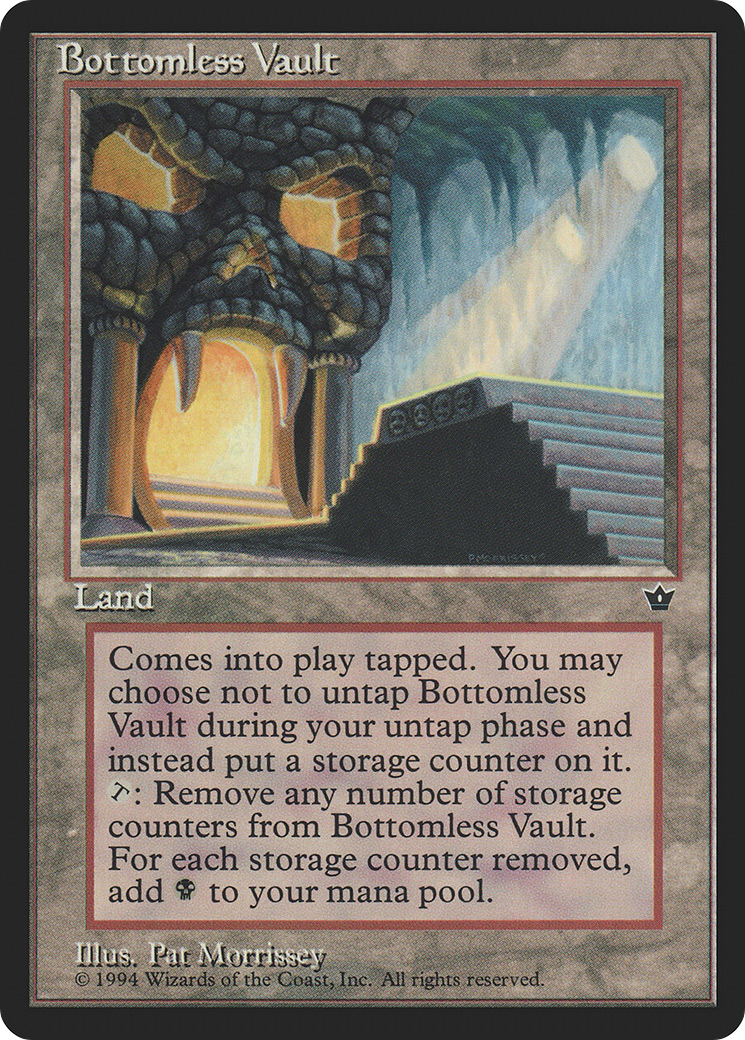 Bottomless Vault
P.MORRISSEY
Land
Comes into play tapped. You may
choose not to untap Bottomless
Vault during your untap phase and
instead put a storage counter on it.
T: Remove any number of storage
counters from Bottomless Vault.
For each storage counter removed,
add to your mana pool.
Illus. Pat Morrissey
© 1994 Wizards of the Coast, Inc. All rights reserved.